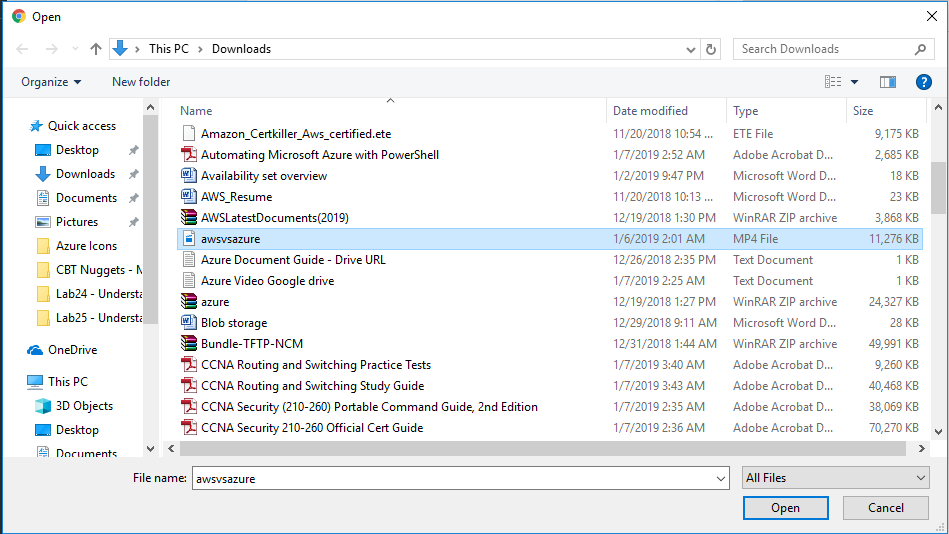 Open
This PC > Downloads
Search Downloads
Organize
New folder
Quick access
Desktop
Downloads
Documents
Pictures
Azure Icons
CBT Nuggets - M
Lab24 - Understa
Lab25 - Understa
OneDrive
This PC
3D Objects
Desktop
Documents
Name Date modified Type Size
Amazon_Certkiller_Aws_certified.ete 11/20/2018 10:54 ... ETE File 9,175 KB
Automating Microsoft Azure with PowerShell 1/7/2019 2:52 AM Adobe Acrobat D... 2,685 KB
Availability set overview 1/2/2019 9:47 PM Microsoft Word D... 18 KB
AWS_Resume 11/20/2018 10:13 ... Microsoft Word D... 23 KB
AWSLatestDocuments(2019) 12/19/2018 1:30 PM WinRAR ZIP archive 3,868 KB
awsvsazure 1/6/2019 2:01 AM MP4 File 11,276 KB
Azure Document Guide - Drive URL 12/26/2018 2:35 PM Text Document 1 KB
Azure Video Google drive 1/7/2019 2:25 AM Text Document 1 KB
azure 12/19/2018 1:27 PM WinRAR ZIP archive 24,327 KB
Blob storage 12/29/2018 9:11 AM Microsoft Word D... 28 KB
Bundle-TFTP-NCM 12/31/2018 1:44 AM WinRAR ZIP archive 49,991 KB
CCNA Routing and Switching Practice Tests 1/7/2019 3:40 AM Adobe Acrobat D... 9,260 KB
CCNA Routing and Switching Study Guide 1/7/2019 3:43 AM Adobe Acrobat D... 40,468 KB
CCNA Security (210-260) Portable Command Guide, 2nd Edition 1/7/2019 2:35 AM Adobe Acrobat D... 38,069 KB
CCNA Security 210-260 Official Cert Guide 1/7/2019 2:36 AM Adobe Acrobat D... 70,270 KB
File name: awsvsazure
All Files
Open
Cancel